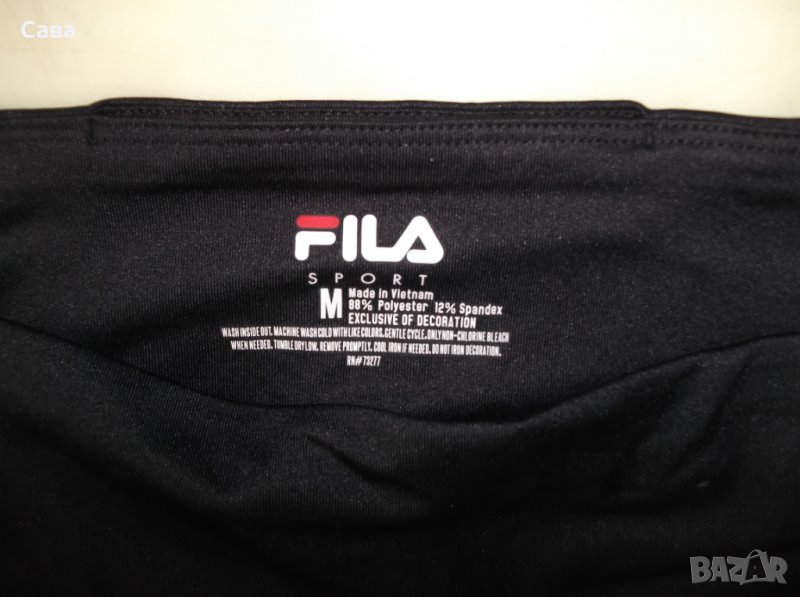 Сава
FILA
SPORT
M Made in Vietnam
88% Polyester 12% Spandex
EXCLUSIVE OF DECORATION
WASH INSIDE OUT. MACHINE WASH COLD WITH LIKE COLORS. GENTLE CYCLE. ONLY NON-CHLORINE BLEACH
WHEN NEEDED. TUMBLE DRY LOW. REMOVE PROMPTLY. COOL IRON IF NEEDED. DO NOT IRON DECORATION.
RN# 73277
BAZAR